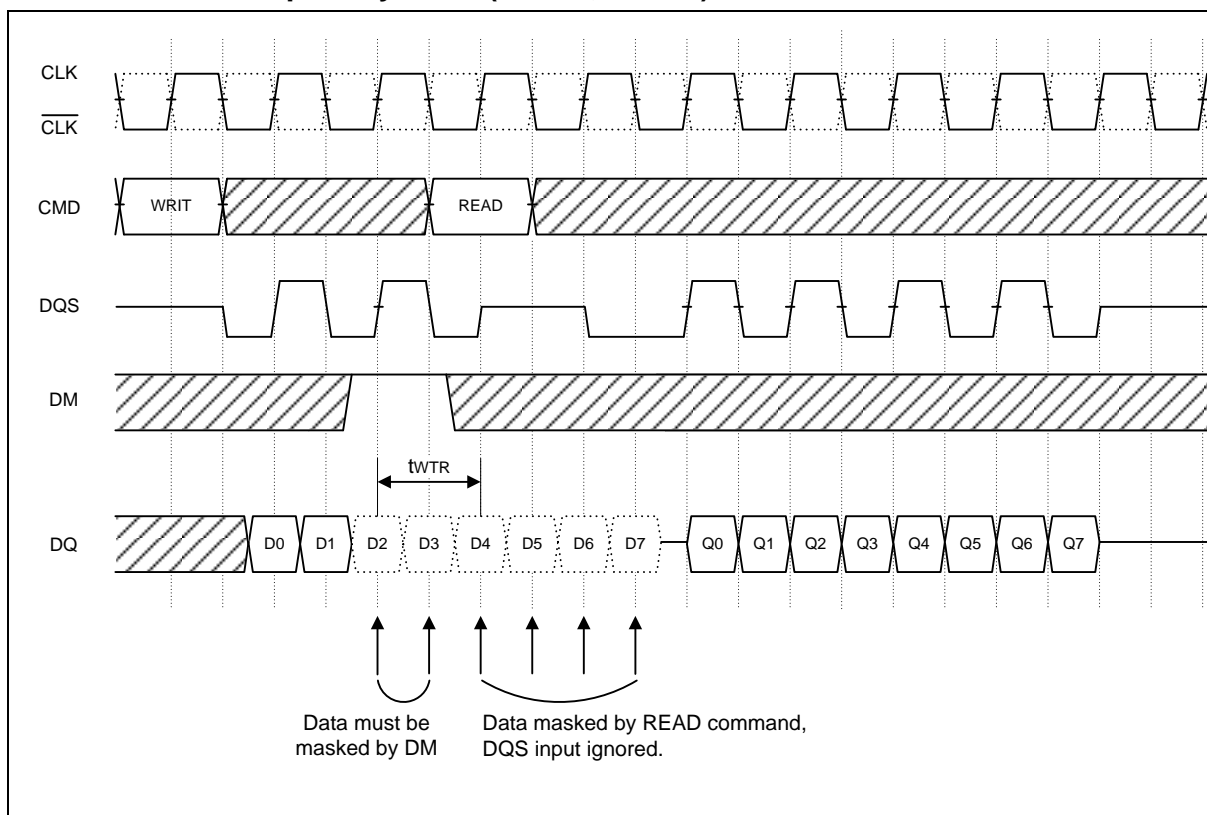 CLK
CLK
CMD
WRIT
READ
DQS
DM
tWTR
DQ
D0 D1 D2 D3 D4 D5 D6 D7 Q0 Q1 Q2 Q3 Q4 Q5 Q6 Q7
Data must be
masked by DM
Data masked by READ command,
DQS input ignored.